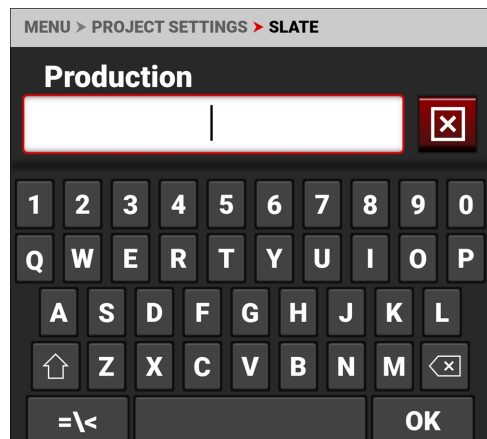 MENU > PROJECT SETTINGS > SLATE
Production
1 2 3 4 5 6 7 8 9 0
Q W E R T Y U I O P
A S D F G H J K L
Z X C V B N M
=\< OK